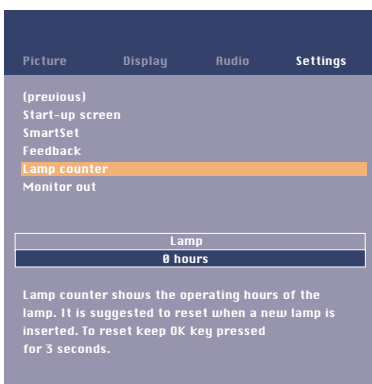 Picture Display Audio Settings
(previous)
Start-up screen
SmartSet
Feedback
Lamp counter
Monitor out
Lamp
0 hours
Lamp counter shows the operating hours of the
lamp. It is suggested to reset when a new lamp is
inserted. To reset keep OK key pressed
for 3 seconds.